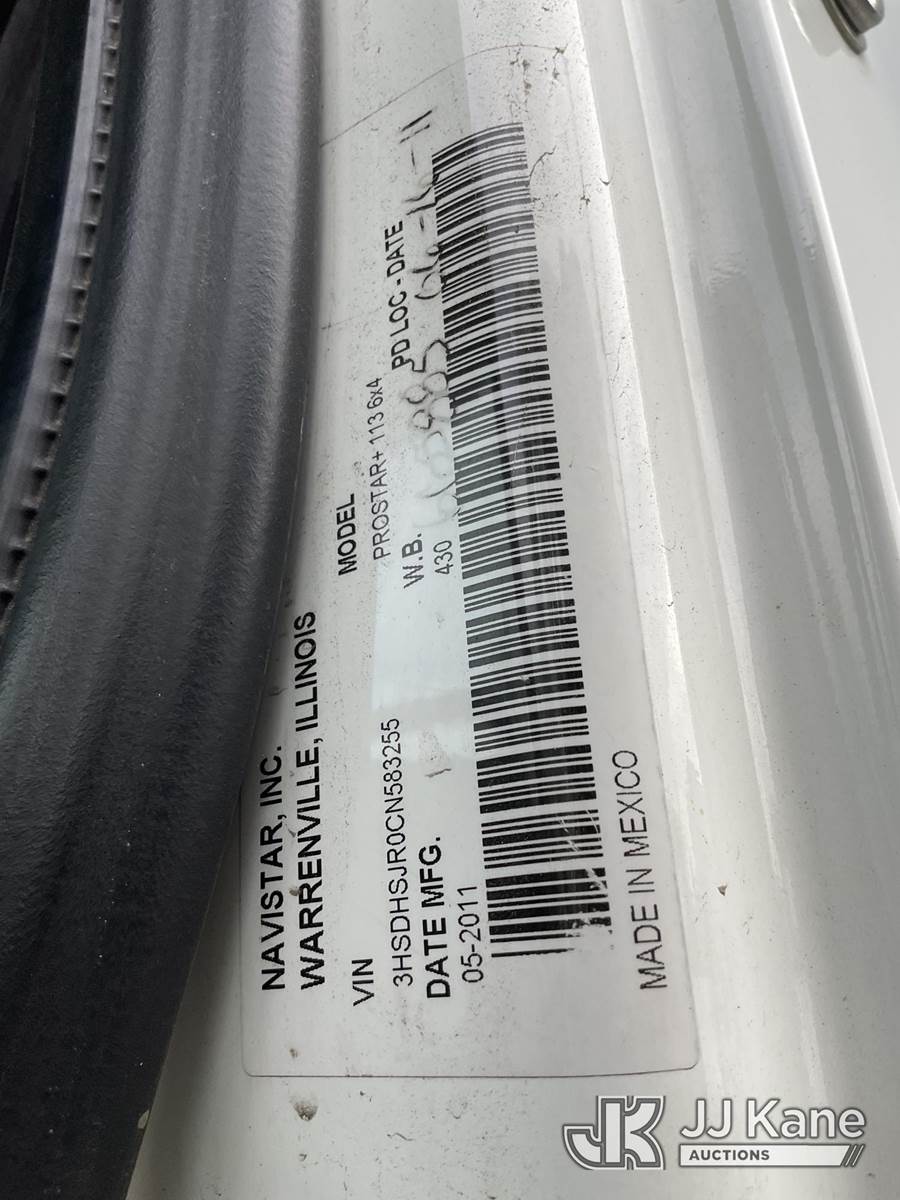 NAVISTAR, INC.
WARRENVILLE, ILLINOIS
VIN MODEL
3HSDHSJR0CN583255 PROSTAR+ 113 6x4
DATE MFG. W.B. PD LOC - DATE
05-2011 430
MADE IN MEXICO
JK JJ Kane
AUCTIONS